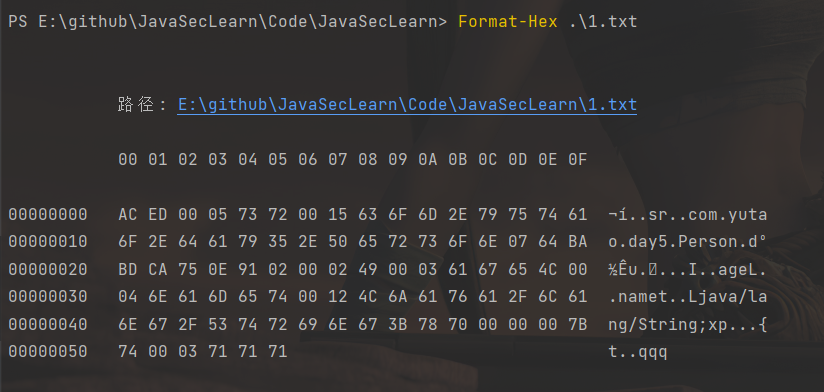 PS E:\github\JavaSecLearn\Code\JavaSecLearn> Format-Hex .\1.txt
路径: E:\github\JavaSecLearn\Code\JavaSecLearn\1.txt
00 01 02 03 04 05 06 07 08 09 0A 0B 0C 0D 0E 0F
00000000 AC ED 00 05 73 72 00 15 63 6F 6D 2E 79 75 74 61 ¬í..sr..com.yuta
00000010 6F 2E 64 61 79 35 2E 50 65 72 73 6F 6E 07 64 BA o.day5.Person.dº
00000020 BD CA 75 0E 91 02 00 02 49 00 03 61 67 65 4C 00 ½Êu.\...I..ageL.
00000030 04 6E 61 6D 65 74 00 12 4C 6A 61 76 61 2F 6C 61 .namet..Ljava/la
00000040 6E 67 2F 53 74 72 69 6E 67 3B 78 70 00 00 00 7B ng/String;xp...{
00000050 74 00 03 71 71 71 t..qqq